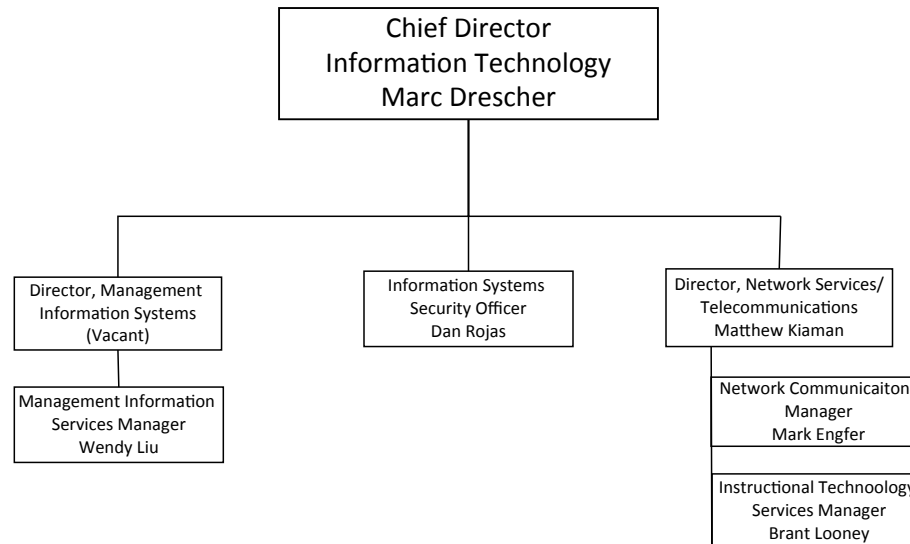 Chief Director
Information Technology
Marc Drescher
Director, Management
Information Systems
(Vacant)
Information Systems
Security Officer
Dan Rojas
Director, Network Services/
Telecommunications
Matthew Kiaman
Management Information
Services Manager
Wendy Liu
Network Communicaiton
Manager
Mark Engfer
Instructional Technoology
Services Manager
Brant Looney